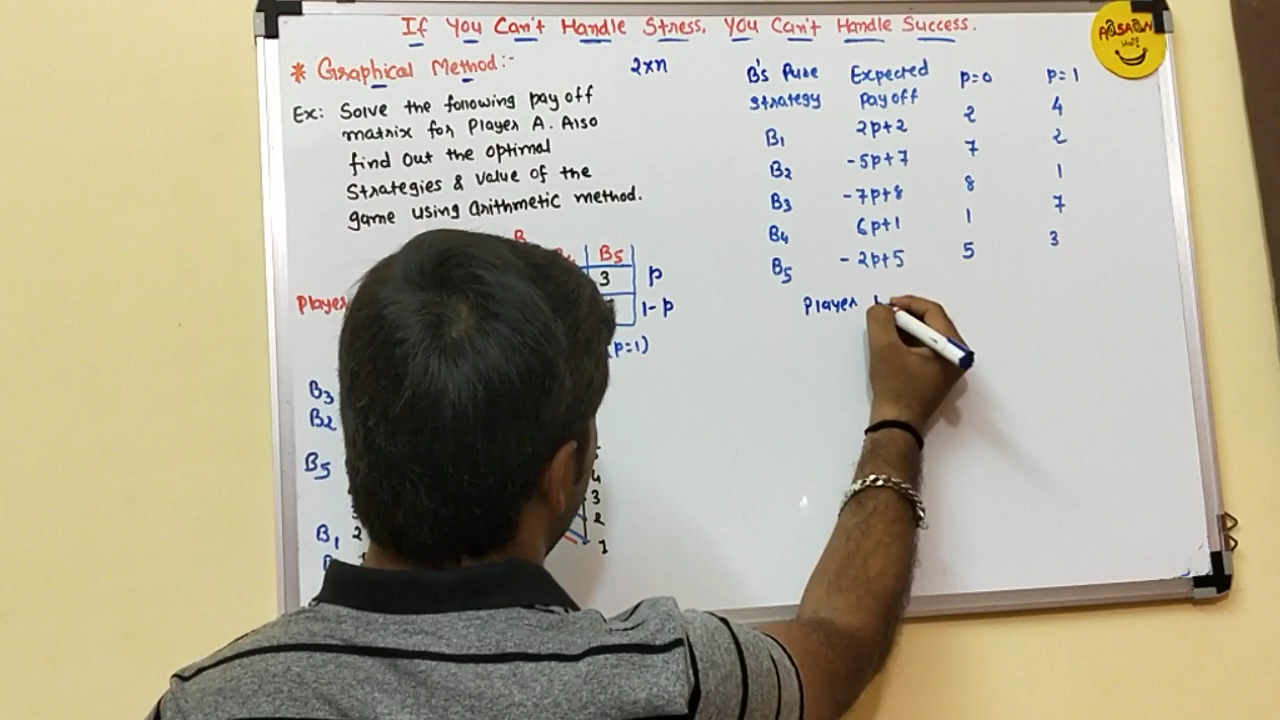 If You Can't Handle Stress, You Can't Handle Success.
* Graphical Method:- 2xn
Ex: Solve the following pay off
matrix for Player A. Also
find Out the optimal
Strategies & value of the
game using arithmetic method.
B
B5
Player
3 p
1-p
(p=1)
B3
B2
B5
B1 2
4
3
2
1
B's Pure Expected p=0 p=1
Strategy Pay off
B1 2p+2 2 4
B2 -5p+7 7 2
B3 -7p+8 8 1
B4 6p+1 1 7
B5 -2p+5 5 3
Player